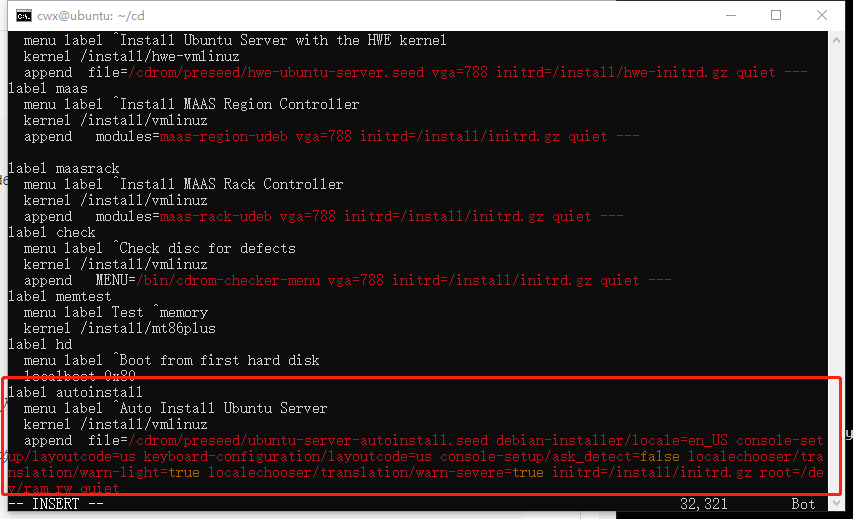 cwx@ubuntu: ~/cd
menu label ^Install Ubuntu Server with the HWE kernel
kernel /install/hwe-vmlinuz
append  file=/cdrom/preseed/hwe-ubuntu-server.seed vga=788 initrd=/install/hwe-initrd.gz quiet ---
label maas
menu label ^Install MAAS Region Controller
kernel /install/vmlinuz
append   modules=maas-region-udeb vga=788 initrd=/install/initrd.gz quiet ---
label maasrack
menu label ^Install MAAS Rack Controller
kernel /install/vmlinuz
append   modules=maas-rack-udeb vga=788 initrd=/install/initrd.gz quiet ---
label check
menu label ^Check disc for defects
kernel /install/vmlinuz
append   MENU=/bin/cdrom-checker-menu vga=788 initrd=/install/initrd.gz quiet ---
label memtest
menu label Test ^memory
kernel /install/mt86plus
label hd
menu label ^Boot from first hard disk
localboot 0x80
label autoinstall
menu label ^Auto Install Ubuntu Server
kernel /install/vmlinuz
append  file=/cdrom/preseed/ubuntu-server-autoinstall.seed debian-installer/locale=en_US console-set
up/layoutcode=us keyboard-configuration/layoutcode=us console-setup/ask_detect=false localechooser/tra
nslation/warn-light=true localechooser/translation/warn-severe=true initrd=/install/initrd.gz root=/de
v/ram rw quiet
-- INSERT -- 32,321 Bot